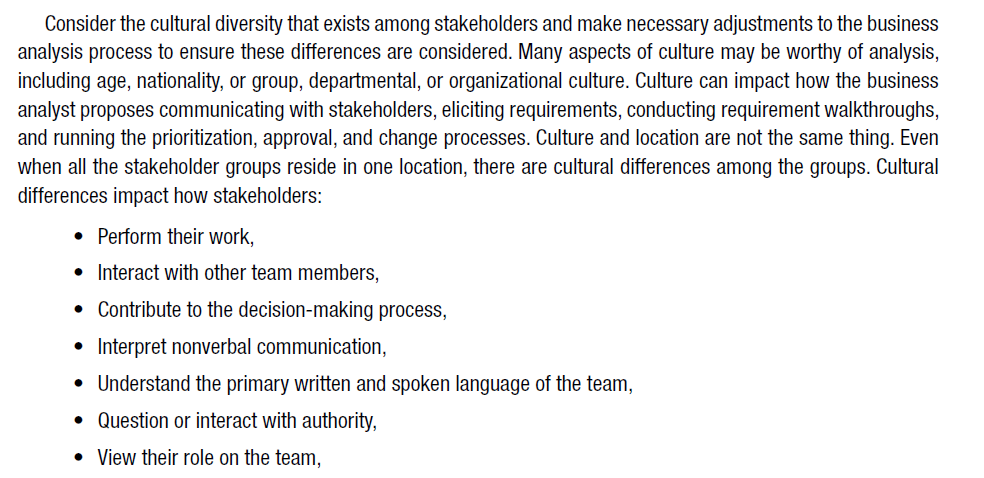 Consider the cultural diversity that exists among stakeholders and make necessary adjustments to the business
analysis process to ensure these differences are considered. Many aspects of culture may be worthy of analysis,
including age, nationality, or group, departmental, or organizational culture. Culture can impact how the business
analyst proposes communicating with stakeholders, eliciting requirements, conducting requirement walkthroughs,
and running the prioritization, approval, and change processes. Culture and location are not the same thing. Even
when all the stakeholder groups reside in one location, there are cultural differences among the groups. Cultural
differences impact how stakeholders:
• Perform their work,
• Interact with other team members,
• Contribute to the decision-making process,
• Interpret nonverbal communication,
• Understand the primary written and spoken language of the team,
• Question or interact with authority,
• View their role on the team,